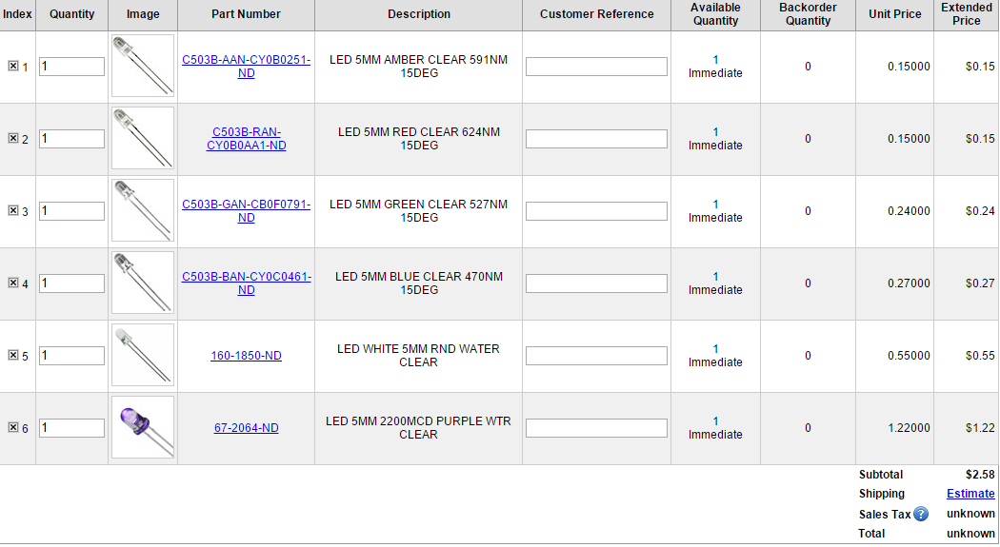 Index Quantity Image Part Number Description Customer Reference Available Quantity Backorder Quantity Unit Price Extended Price
1 1 C503B-AAN-CY0B0251-ND LED 5MM AMBER CLEAR 591NM 15DEG 1 Immediate 0 0.15000 $0.15
2 1 C503B-RAN-CY0B0AA1-ND LED 5MM RED CLEAR 624NM 15DEG 1 Immediate 0 0.15000 $0.15
3 1 C503B-GAN-CB0F0791-ND LED 5MM GREEN CLEAR 527NM 15DEG 1 Immediate 0 0.24000 $0.24
4 1 C503B-BAN-CY0C0461-ND LED 5MM BLUE CLEAR 470NM 15DEG 1 Immediate 0 0.27000 $0.27
5 1 160-1850-ND LED WHITE 5MM RND WATER CLEAR 1 Immediate 0 0.55000 $0.55
6 1 67-2064-ND LED 5MM 2200MCD PURPLE WTR CLEAR 1 Immediate 0 1.22000 $1.22
Subtotal $2.58
Shipping Estimate
Sales Tax ? unknown
Total unknown